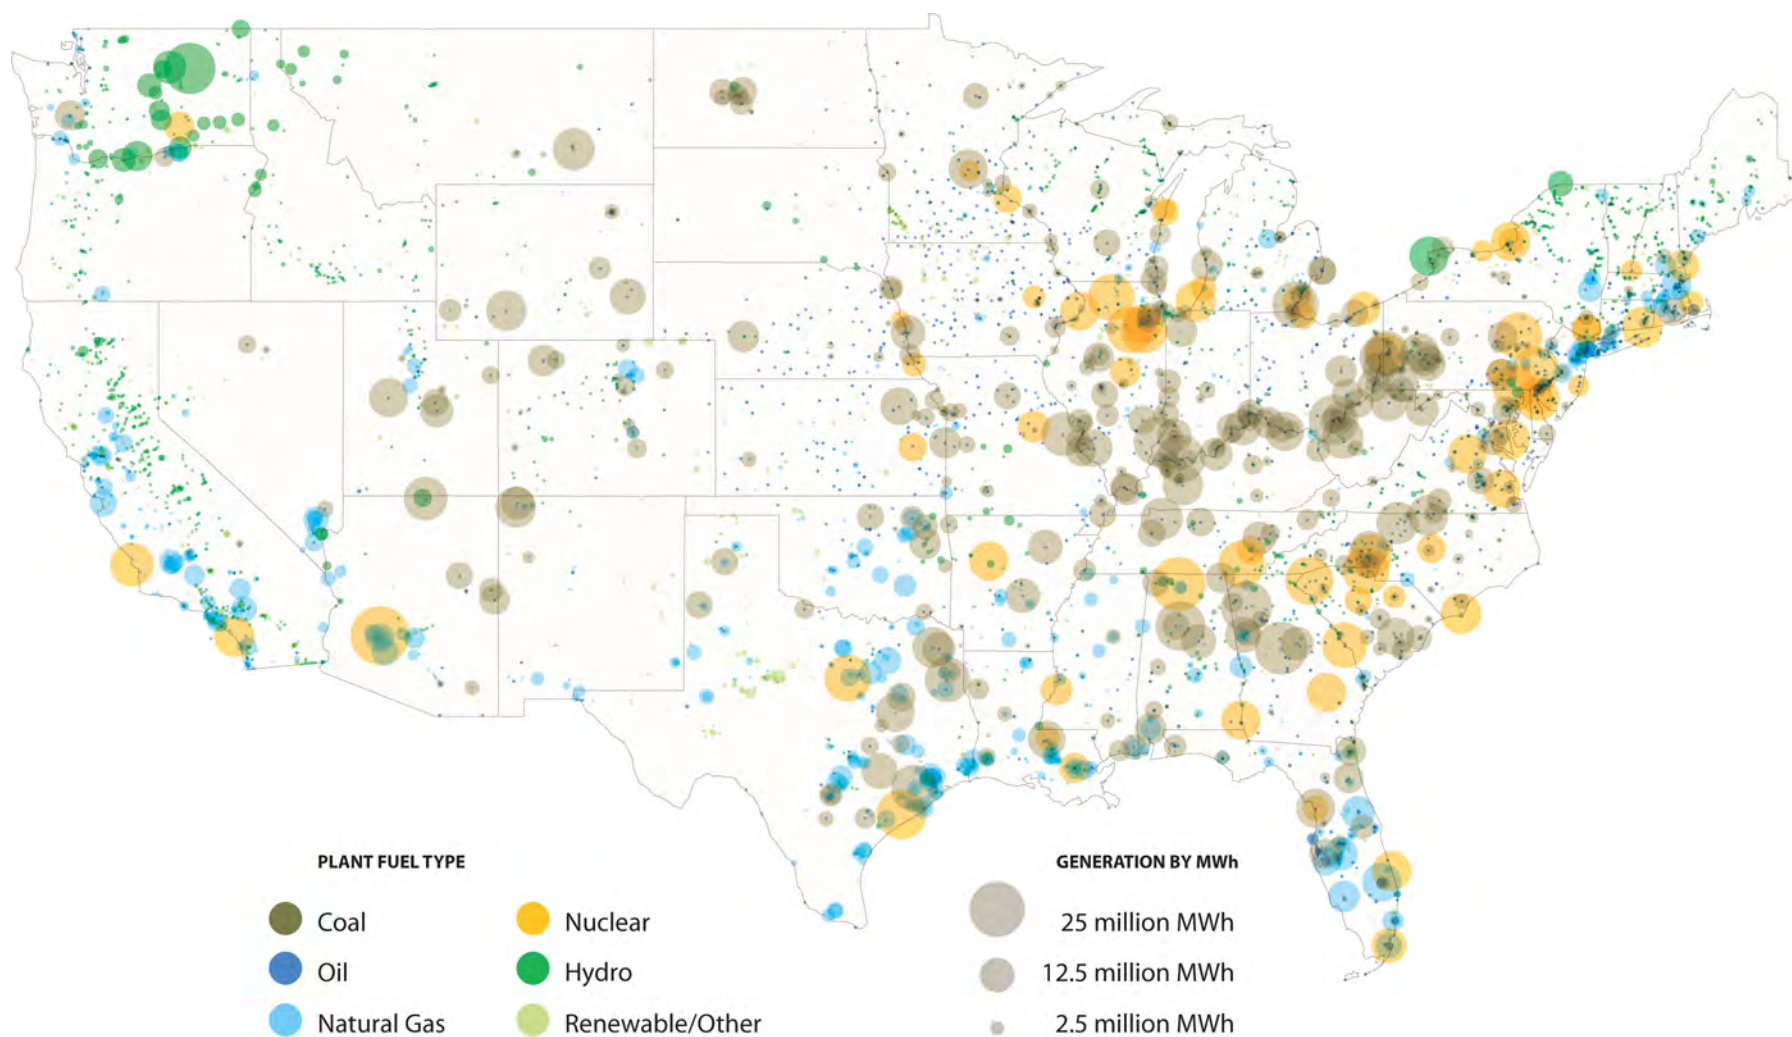 PLANT FUEL TYPE
Coal
Oil
Natural Gas
Nuclear
Hydro
Renewable/Other
GENERATION BY MWh
25 million MWh
12.5 million MWh
2.5 million MWh